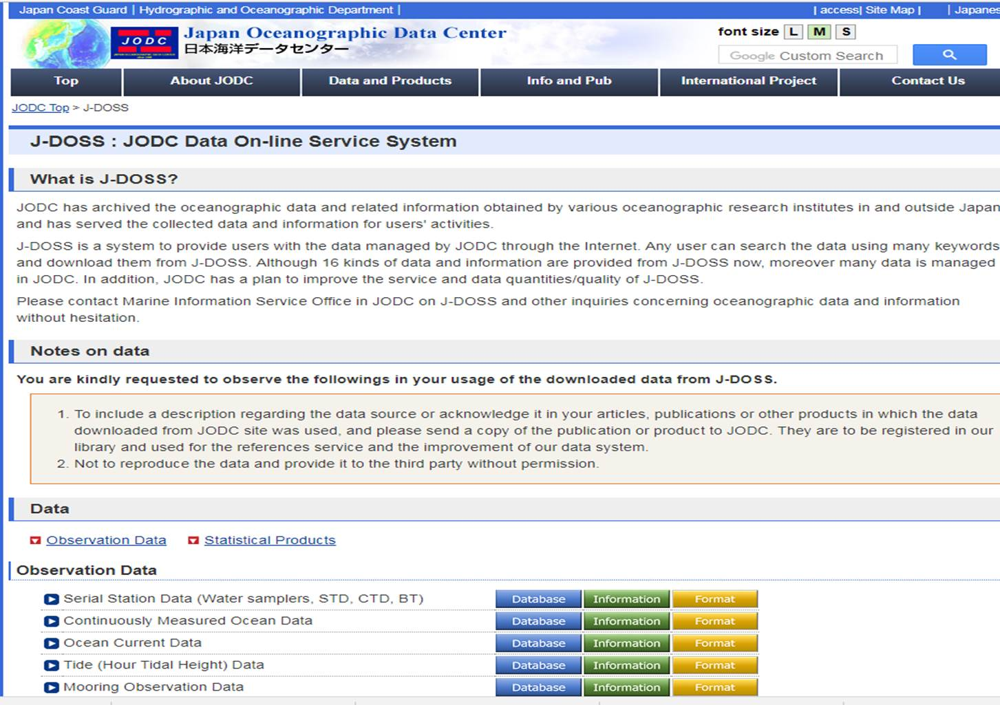 Japan Coast Guard | Hydrographic and Oceanographic Department |
| access| Site Map | | Japanes
JODC
Japan Oceanographic Data Center
日本海洋データセンター
font size L M S
Google Custom Search
Top About JODC Data and Products Info and Pub International Project Contact Us
JODC Top > J-DOSS
J-DOSS : JODC Data On-line Service System
What is J-DOSS?
JODC has archived the oceanographic data and related information obtained by various oceanographic research institutes in and outside Japan
and has served the collected data and information for users' activities.
J-DOSS is a system to provide users with the data managed by JODC through the Internet. Any user can search the data using many keywords
and download them from J-DOSS. Although 16 kinds of data and information are provided from J-DOSS now, moreover many data is managed
in JODC. In addition, JODC has a plan to improve the service and data quantities/quality of J-DOSS.
Please contact Marine Information Service Office in JODC on J-DOSS and other inquiries concerning oceanographic data and information
without hesitation.
Notes on data
You are kindly requested to observe the followings in your usage of the downloaded data from J-DOSS.
1. To include a description regarding the data source or acknowledge it in your articles, publications or other products in which the data
downloaded from JODC site was used, and please send a copy of the publication or product to JODC. They are to be registered in our
library and used for the references service and the improvement of our data system.
2. Not to reproduce the data and provide it to the third party without permission.
Data
Observation Data Statistical Products
Observation Data
Serial Station Data (Water samplers, STD, CTD, BT) Database Information Format
Continuously Measured Ocean Data Database Information Format
Ocean Current Data Database Information Format
Tide (Hour Tidal Height) Data Database Information Format
Mooring Observation Data Database Information Format